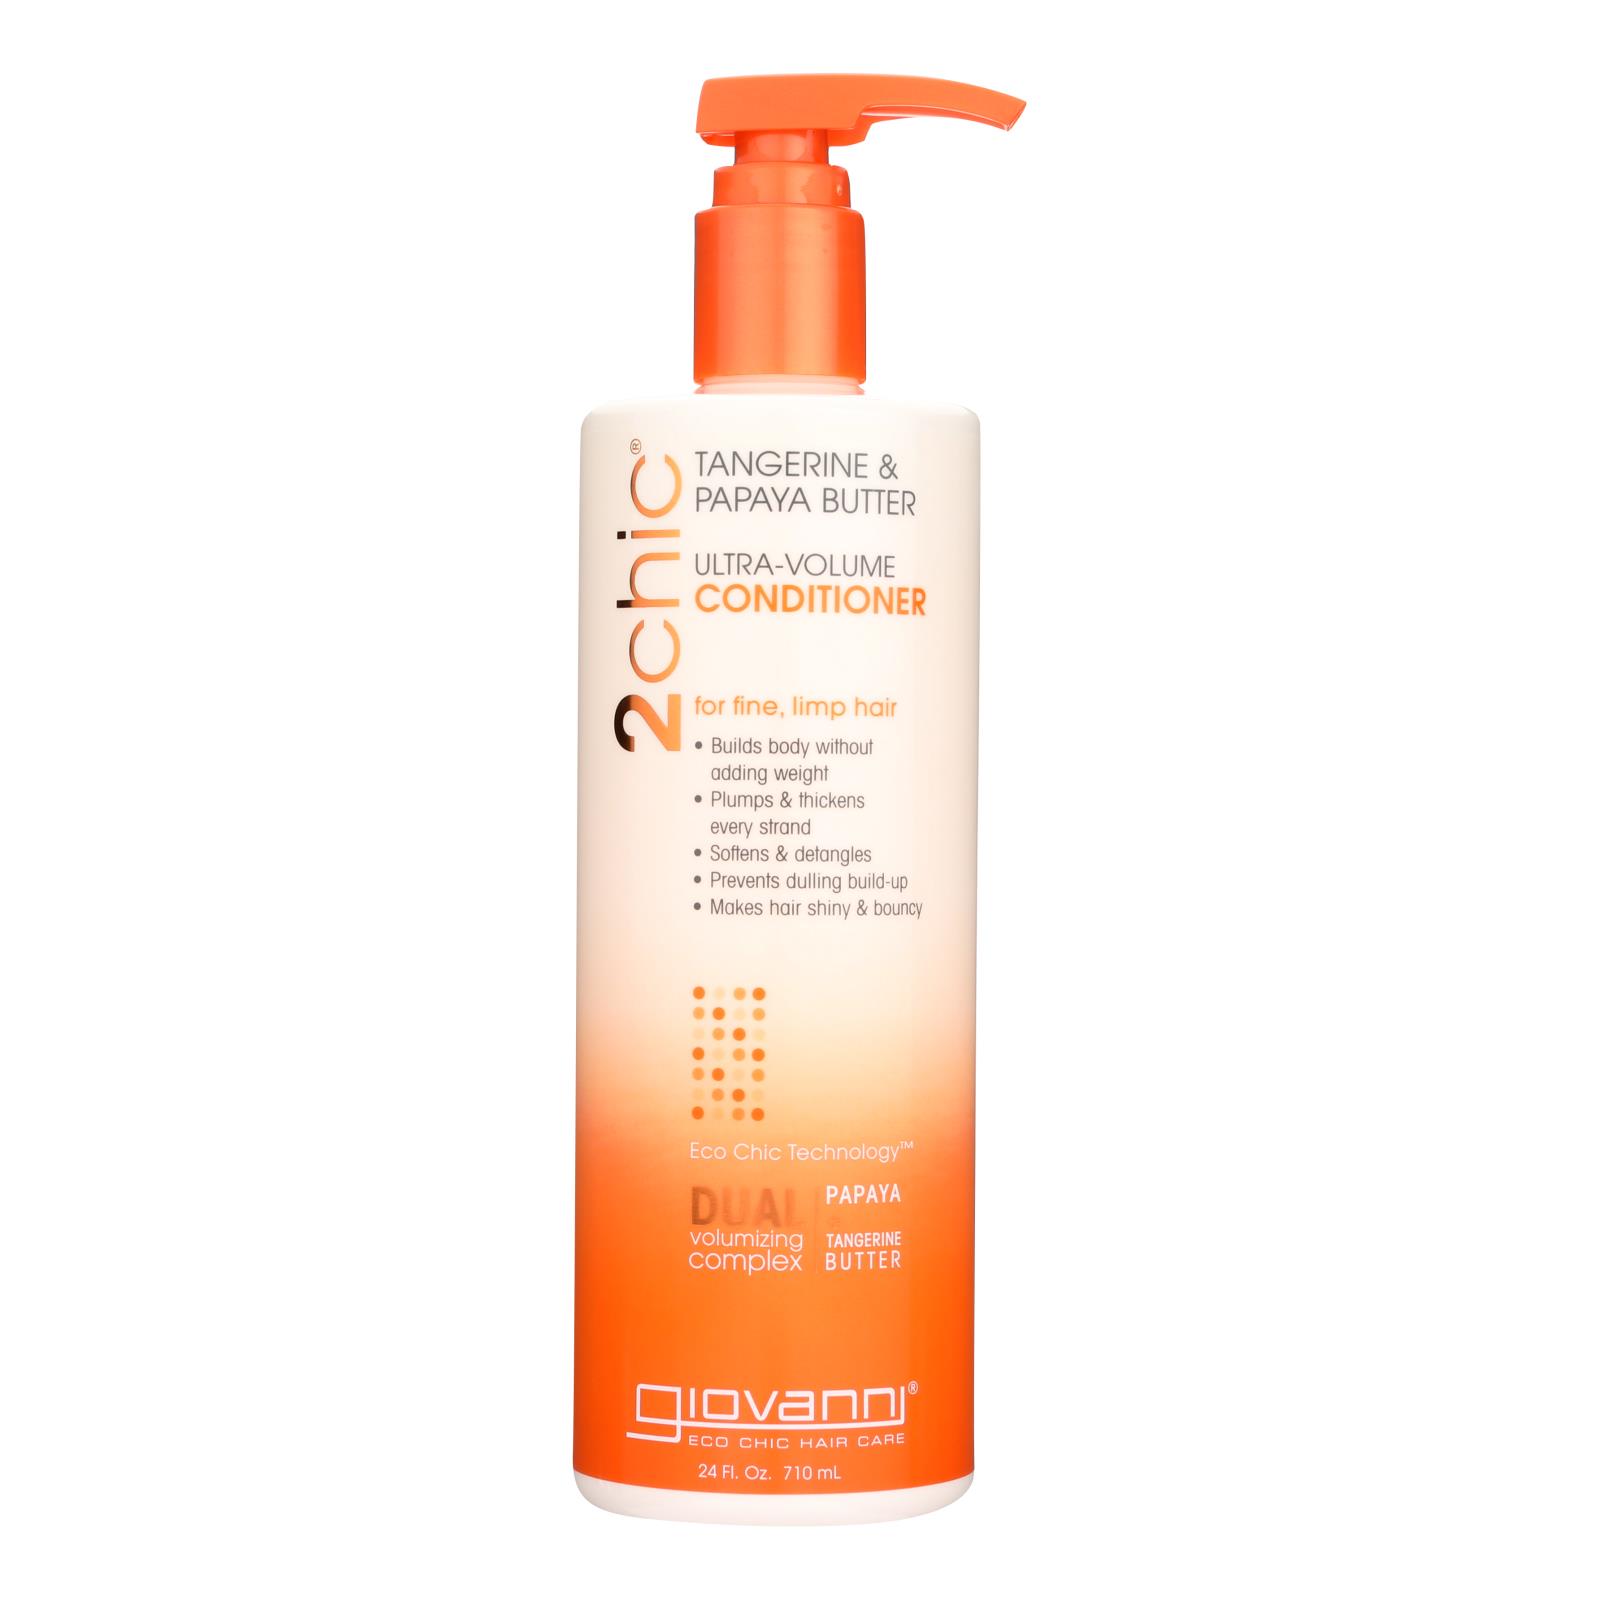 2chic®
TANGERINE &
PAPAYA BUTTER
ULTRA-VOLUME
CONDITIONER
for fine, limp hair
• Builds body without
adding weight
• Plumps & thickens
every strand
• Softens & detangles
• Prevents dulling build-up
• Makes hair shiny & bouncy
Eco Chic Technology™
DUAL
volumizing
complex
PAPAYA
&
TANGERINE
BUTTER
giovanni®
ECO CHIC HAIR CARE
24 Fl. Oz. 710 mL